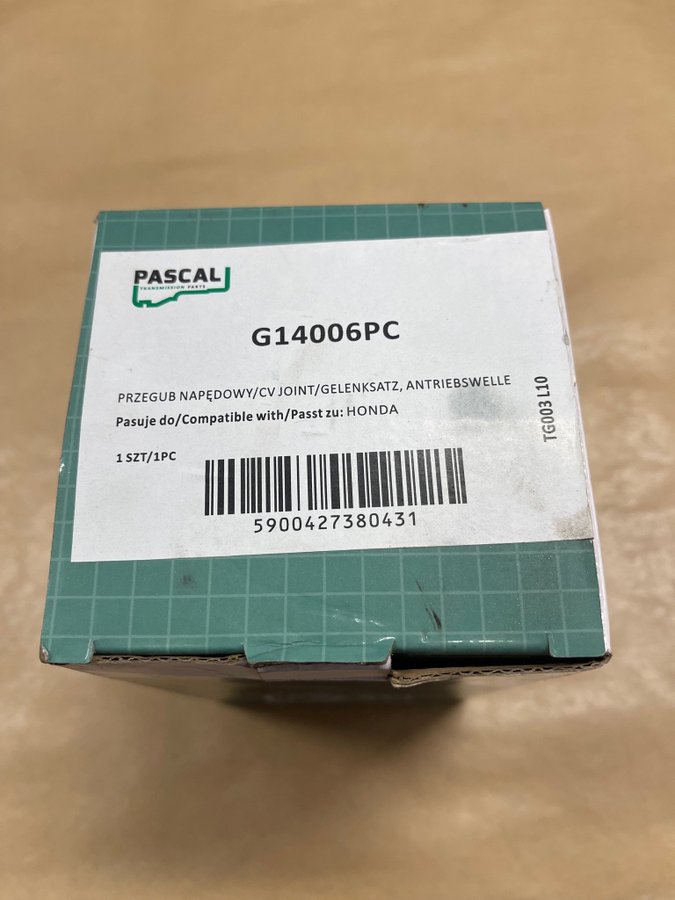 PASCAL
TRANSMISSION PARTS
G14006PC
PRZEGUB NAPĘDOWY/CV JOINT/GELENKSATZ, ANTRIEBSWELLE
Pasuje do/Compatible with/Passt zu: HONDA
1 SZT/1PC
5900427380431
TG003 L10